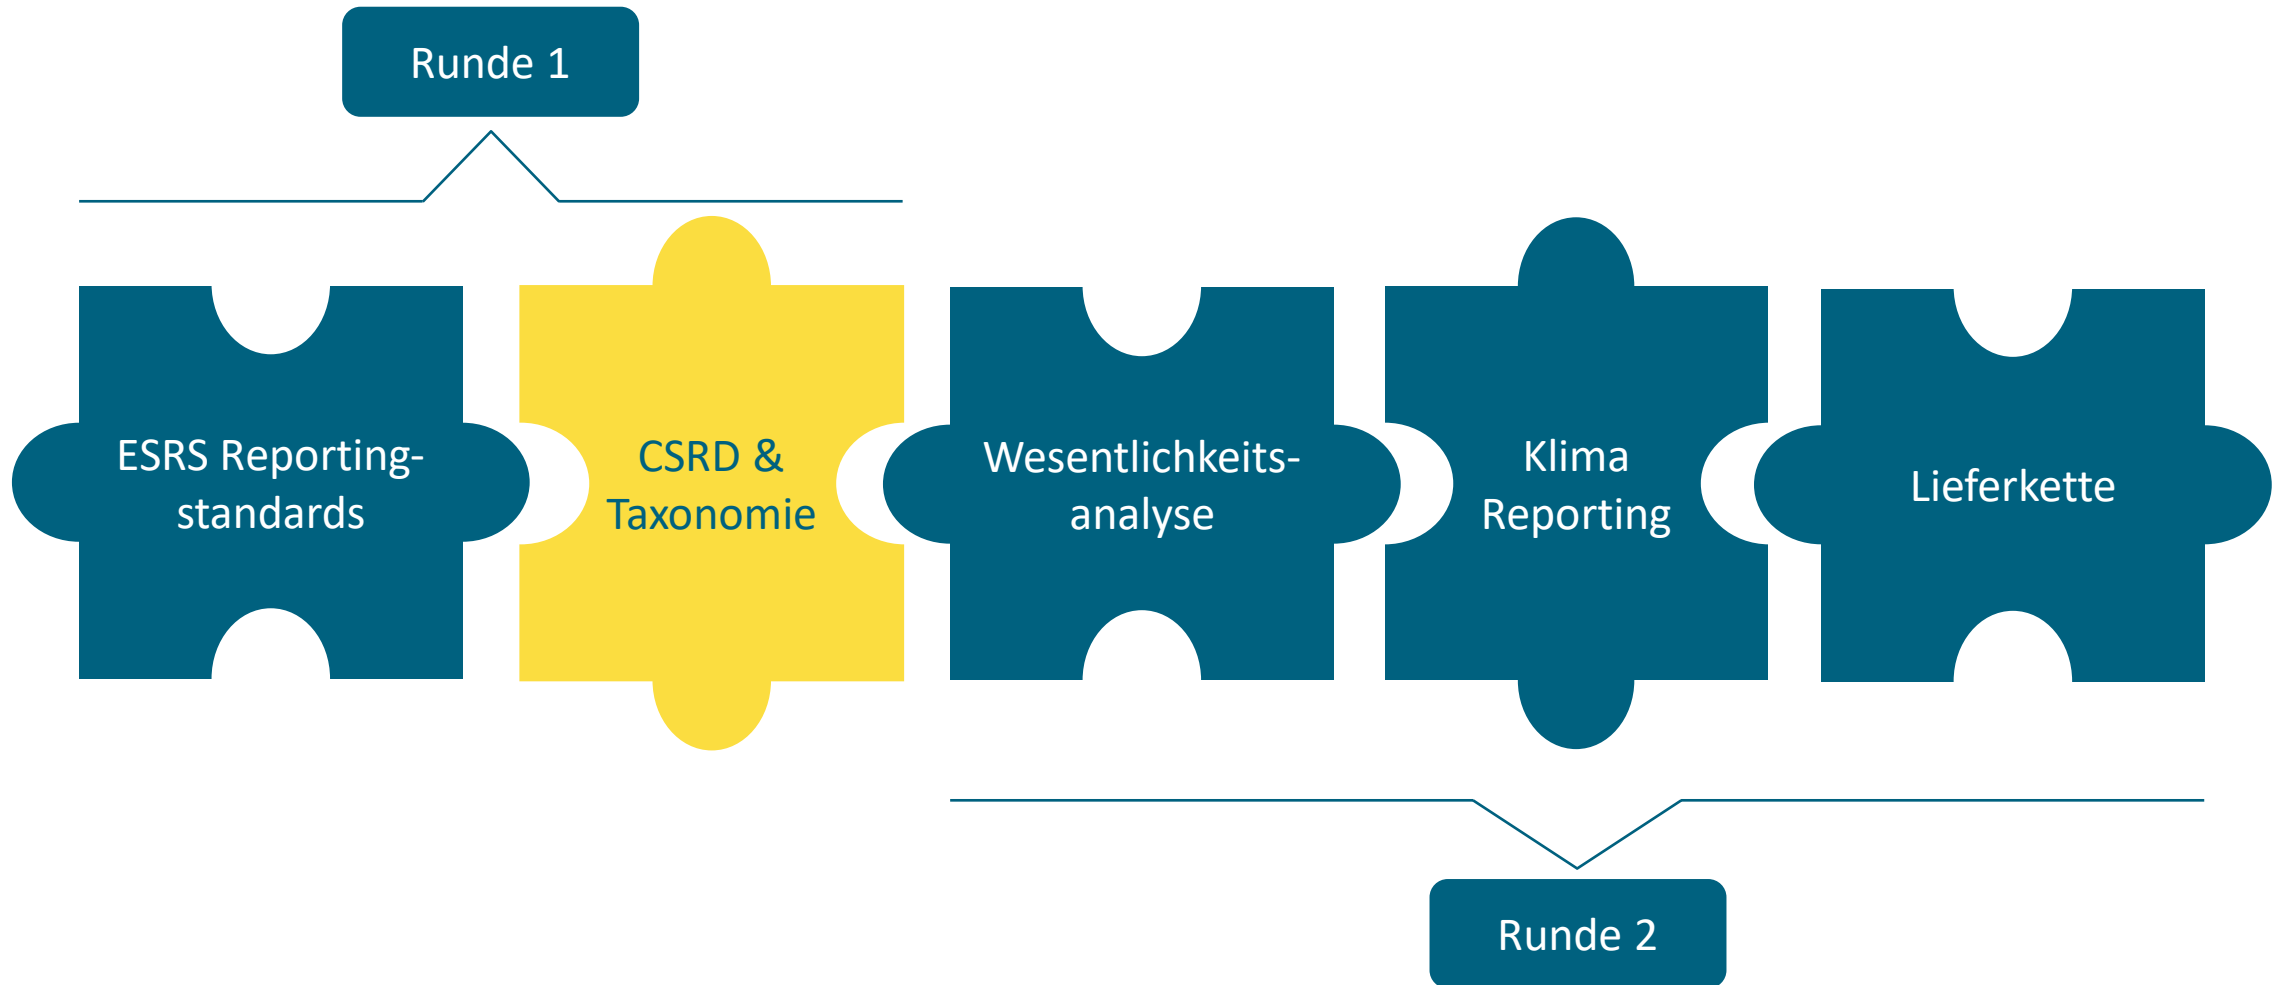 Runde 1
ESRS Reporting-
standards
CSRD &
Taxonomie
Wesentlichkeits-
analyse
Klima
Reporting
Lieferkette
Runde 2